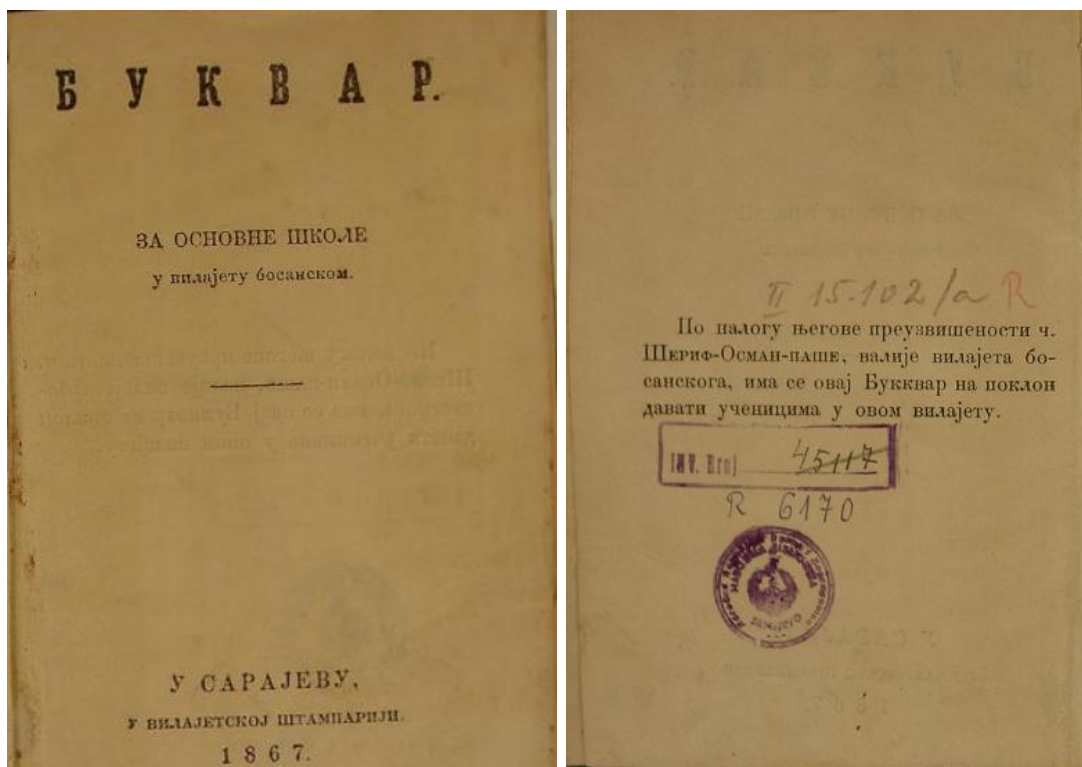 БУКВАР.
ЗА ОСНОВНЕ ШКОЛЕ
у вилајету босанском.
У САРАЈЕВУ,
У ВИЛАЈЕТСКОЈ ШТАМПАРИЈИ.
1867.
II 15.102/a R
По налогу његове преузвишености ч.
Шериф-Осман-паше, валије вилајета бо-
санскога, има се овај Букквар на поклон
давати ученицима у овом вилајету.
INV. Broj 45117
R 6170
SARAJEVO